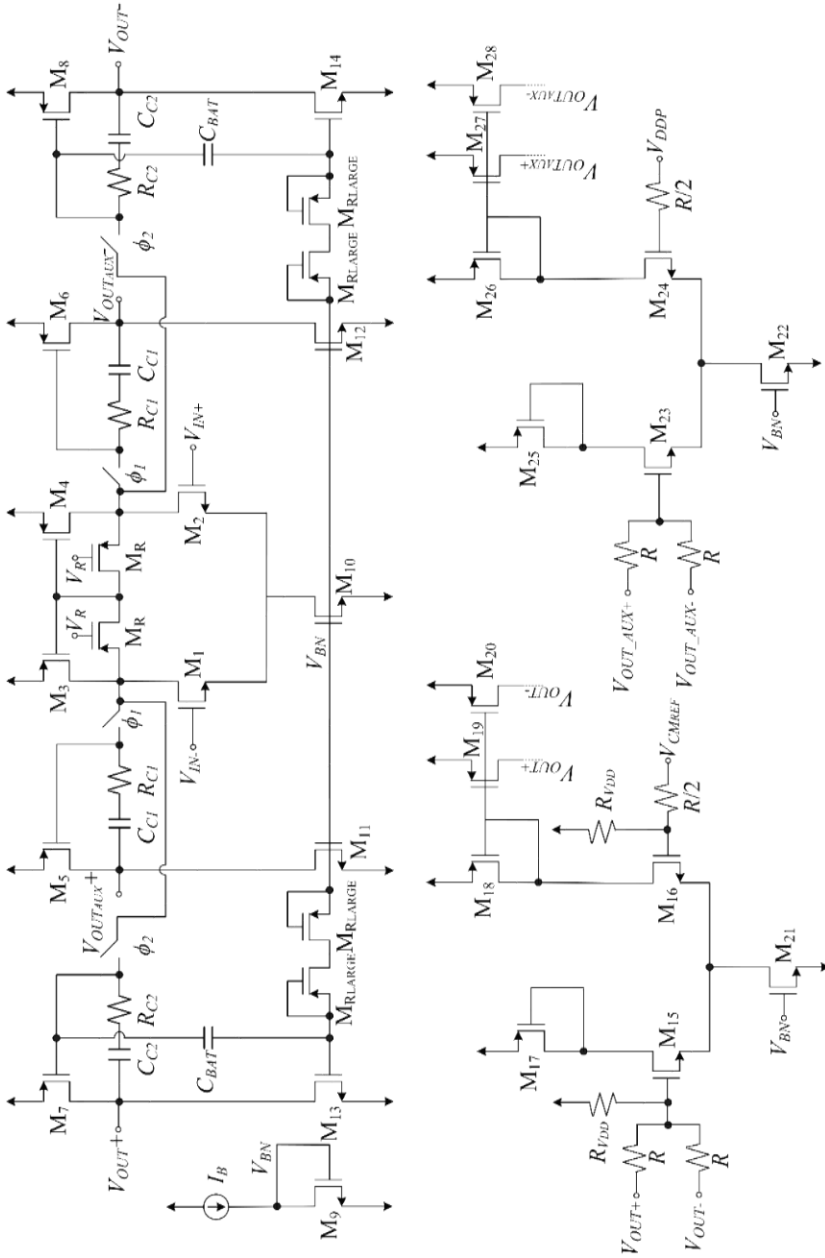 M7
M5
M3
M4
M6
M8
VR
VR
MR
MR
VOUT+
CC2
RC2
ϕ2
VOUTAUX+
CC1
RC1
ϕ1
ϕ1
RC1
CC1
VOUTAUX-
ϕ2
RC2
CC2
VOUT-
IB
CBAT
VIN-
M1
M2
VIN+
CBAT
VBN
M9
M13
MRLARGE
MRLARGE
M11
VBN
M10
M12
MRLARGE
MRLARGE
M14
M17
M18
M19
M20
VOUT+
VOUT-
RVDD
RVDD
VOUT+
R
VOUT-
R
M15
M16
R/2
VCMREF
VBN
M21
M25
M26
M27
M28
VOUTAUX+
VOUTAUX-
VOUT_AUX+
R
VOUT_AUX-
R
M23
M24
R/2
VDDP
VBN
M22